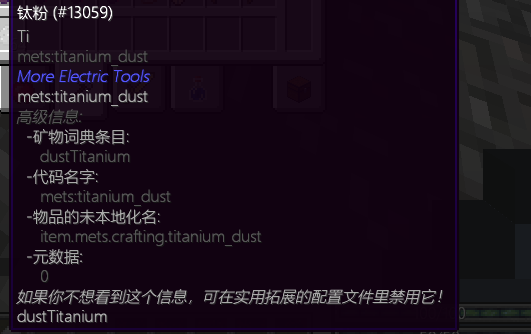 钛粉 (#13059)
Ti
mets:titanium_dust
More Electric Tools
mets:titanium_dust
高级信息:
-矿物词典条目:
dustTitanium
-代码名字:
mets:titanium_dust
-物品的未本地化名:
item.mets.crafting.titanium_dust
-元数据:
0
如果你不想看到这个信息，可在实用拓展的配置文件里禁用它！
dustTitanium